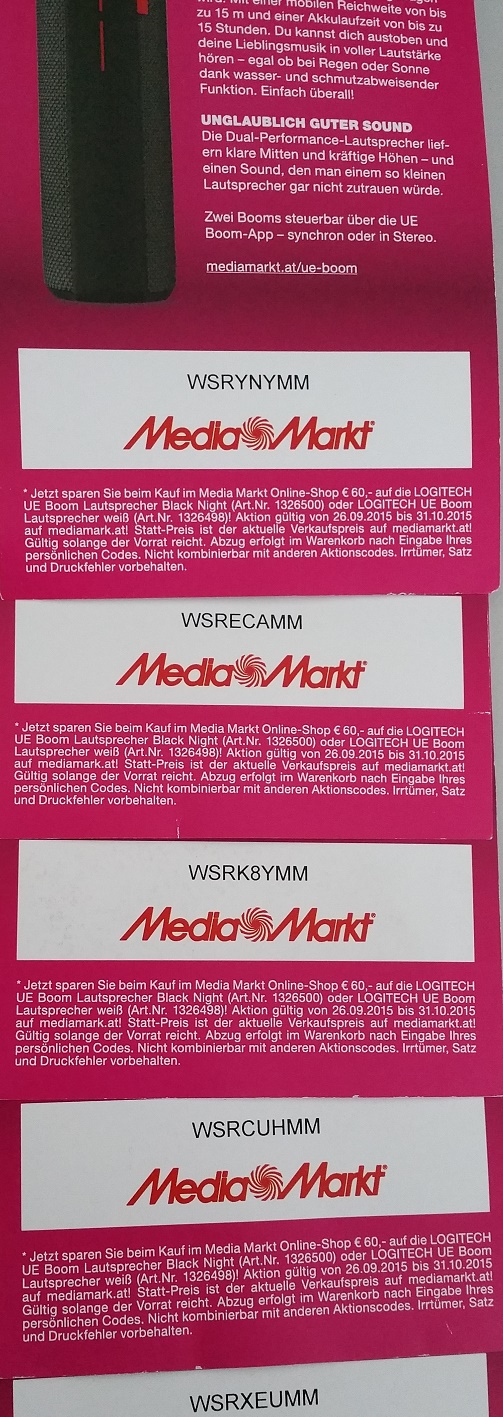 wird. Mit einer mobilen Reichweite von bis
zu 15 m und einer Akkulaufzeit von bis zu
15 Stunden. Du kannst dich austoben und
deine Lieblingsmusik in voller Lautstärke
hören – egal ob bei Regen oder Sonne
dank wasser- und schmutzabweisender
Funktion. Einfach überall!
UNGLAUBLICH GUTER SOUND
Die Dual-Performance-Lautsprecher lief-
ern klare Mitten und kräftige Höhen – und
einen Sound, den man einem so kleinen
Lautsprecher gar nicht zutrauen würde.
Zwei Booms steuerbar über die UE
Boom-App – synchron oder in Stereo.
mediamarkt.at/ue-boom
WSRYNYMM
Media Markt
* Jetzt sparen Sie beim Kauf im Media Markt Online-Shop € 60,- auf die LOGITECH
UE Boom Lautsprecher Black Night (Art.Nr. 1326500) oder LOGITECH UE Boom
Lautsprecher weiß (Art.Nr. 1326498)! Aktion gültig von 26.09.2015 bis 31.10.2015
auf mediamark.at! Statt-Preis ist der aktuelle Verkaufspreis auf mediamarkt.at!
Gültig solange der Vorrat reicht. Abzug erfolgt im Warenkorb nach Eingabe Ihres
persönlichen Codes. Nicht kombinierbar mit anderen Aktionscodes. Irrtümer, Satz
und Druckfehler vorbehalten.
WSRECAMM
Media Markt
* Jetzt sparen Sie beim Kauf im Media Markt Online-Shop € 60,- auf die LOGITECH
UE Boom Lautsprecher Black Night (Art.Nr. 1326500) oder LOGITECH UE Boom
Lautsprecher weiß (Art.Nr. 1326498)! Aktion gültig von 26.09.2015 bis 31.10.2015
auf mediamark.at! Statt-Preis ist der aktuelle Verkaufspreis auf mediamarkt.at!
Gültig solange der Vorrat reicht. Abzug erfolgt im Warenkorb nach Eingabe Ihres
persönlichen Codes. Nicht kombinierbar mit anderen Aktionscodes. Irrtümer, Satz
und Druckfehler vorbehalten.
WSRK8YMM
Media Markt
* Jetzt sparen Sie beim Kauf im Media Markt Online-Shop € 60,- auf die LOGITECH
UE Boom Lautsprecher Black Night (Art.Nr. 1326500) oder LOGITECH UE Boom
Lautsprecher weiß (Art.Nr. 1326498)! Aktion gültig von 26.09.2015 bis 31.10.2015
auf mediamark.at! Statt-Preis ist der aktuelle Verkaufspreis auf mediamarkt.at!
Gültig solange der Vorrat reicht. Abzug erfolgt im Warenkorb nach Eingabe Ihres
persönlichen Codes. Nicht kombinierbar mit anderen Aktionscodes. Irrtümer, Satz
und Druckfehler vorbehalten.
WSRCUHMM
Media Markt
* Jetzt sparen Sie beim Kauf im Media Markt Online-Shop € 60,- auf die LOGITECH
UE Boom Lautsprecher Black Night (Art.Nr. 1326500) oder LOGITECH UE Boom
Lautsprecher weiß (Art.Nr. 1326498)! Aktion gültig von 26.09.2015 bis 31.10.2015
auf mediamark.at! Statt-Preis ist der aktuelle Verkaufspreis auf mediamarkt.at!
Gültig solange der Vorrat reicht. Abzug erfolgt im Warenkorb nach Eingabe Ihres
persönlichen Codes. Nicht kombinierbar mit anderen Aktionscodes. Irrtümer, Satz
und Druckfehler vorbehalten.
WSRXEUMM